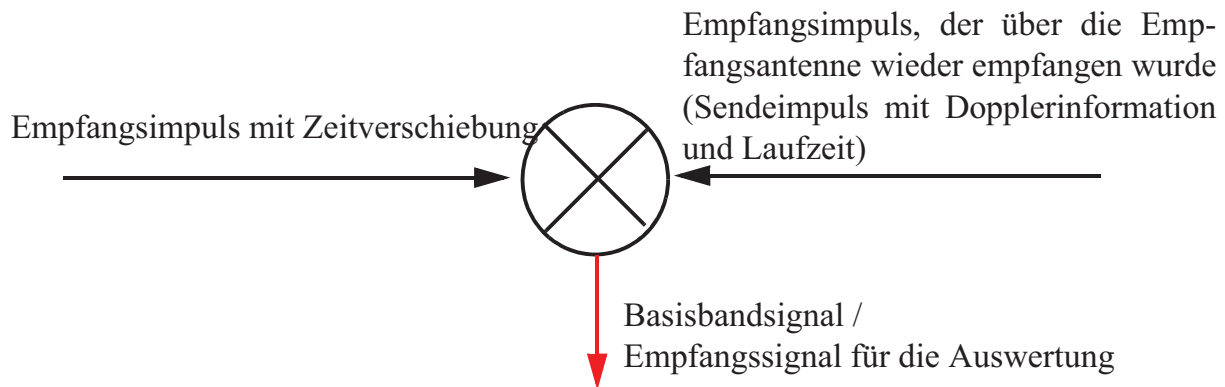 Empfangsimpuls, der über die Emp-
fangsantenne wieder empfangen wurde
(Sendeimpuls mit Dopplerinformation
und Laufzeit)
Empfangsimpuls mit Zeitverschiebung
Basisbandsignal /
Empfangssignal für die Auswertung